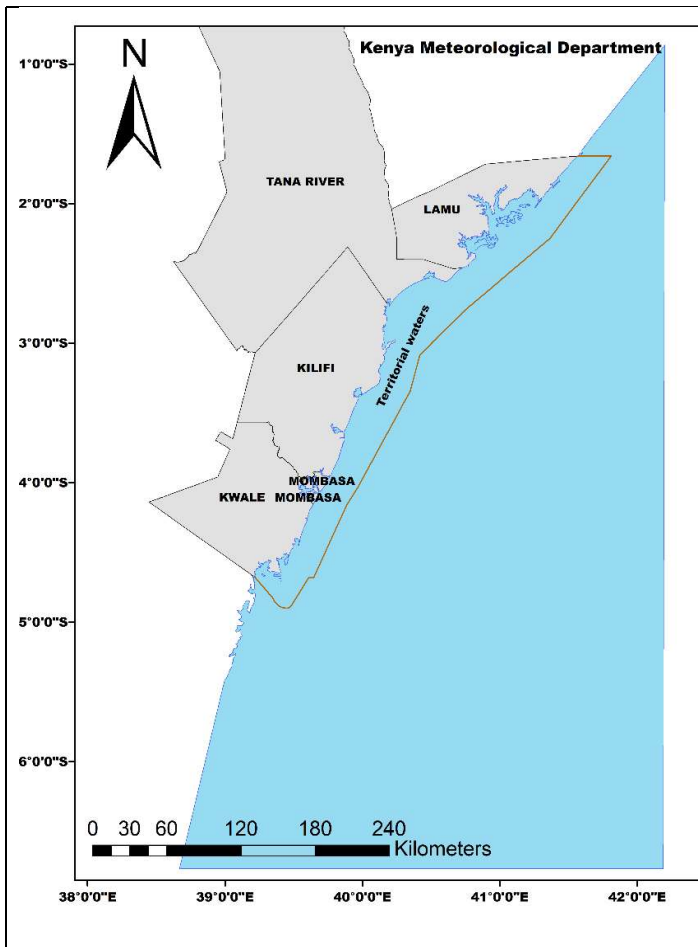 Kenya Meteorological Department
N
1°0'0"S
2°0'0"S
3°0'0"S
4°0'0"S
5°0'0"S
6°0'0"S
TANA RIVER
LAMU
Territorial waters
KILIFI
MOMBASA
KWALE MOMBASA
0 30 60 120 180 240
Kilometers
38°0'0"E 39°0'0"E 40°0'0"E 41°0'0"E 42°0'0"E